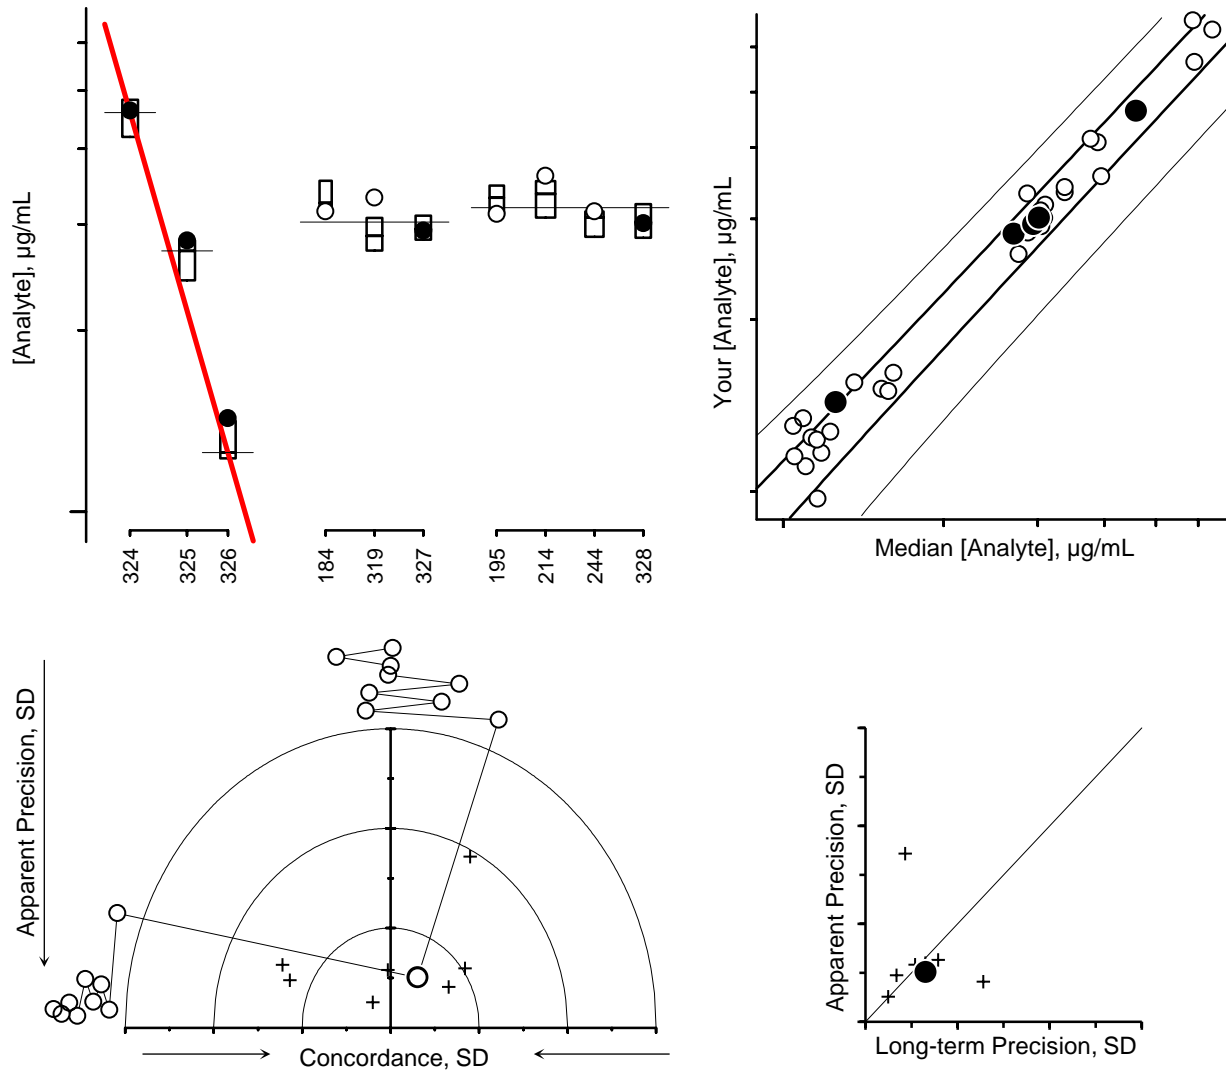 [Analyte], µg/mL
324
325
326
184
319
327
195
214
244
328
Your [Analyte], µg/mL
Median [Analyte], µg/mL
Apparent Precision, SD
Concordance, SD
Apparent Precision, SD
Long-term Precision, SD